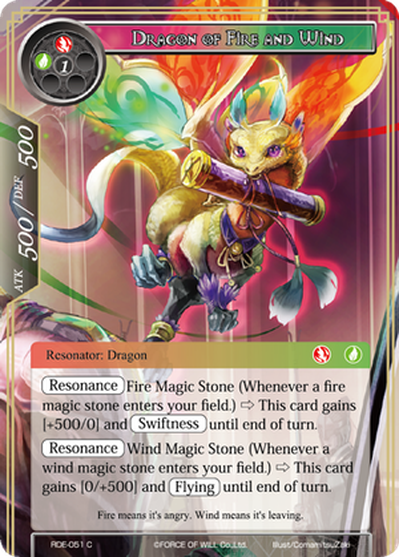 DRAGON OF FIRE AND WIND
1
ATK 500 / DEF 500
Resonator: Dragon
Resonance Fire Magic Stone (Whenever a fire
magic stone enters your field.) ⇨ This card gains
[+500/0] and Swiftness until end of turn.
Resonance Wind Magic Stone (Whenever a
wind magic stone enters your field.) ⇨ This card
gains [0/+500] and Flying until end of turn.
Fire means it's angry. Wind means it's leaving.
RDE-051 C ©FORCE OF WILL Co.,Ltd. Illust/ComamitsuZaki